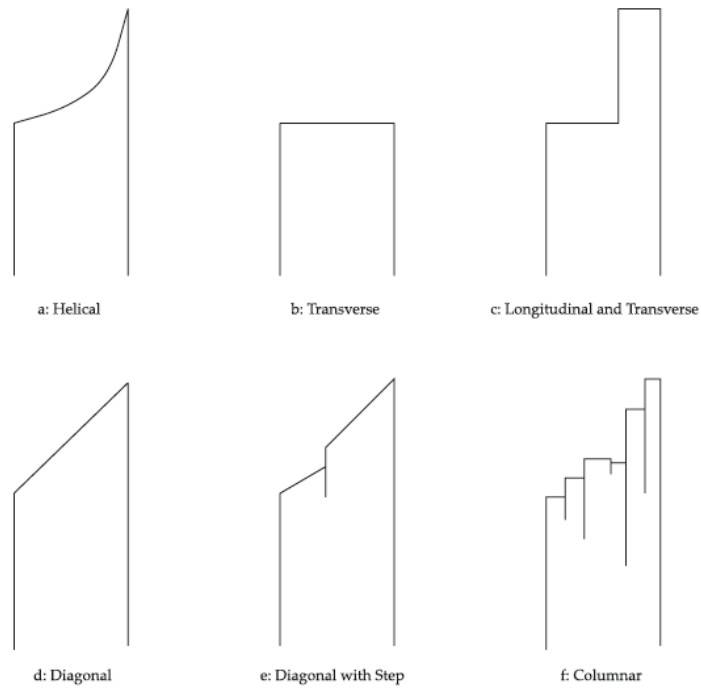 a: Helical
b: Transverse
c: Longitudinal and Transverse
d: Diagonal
e: Diagonal with Step
f: Columnar